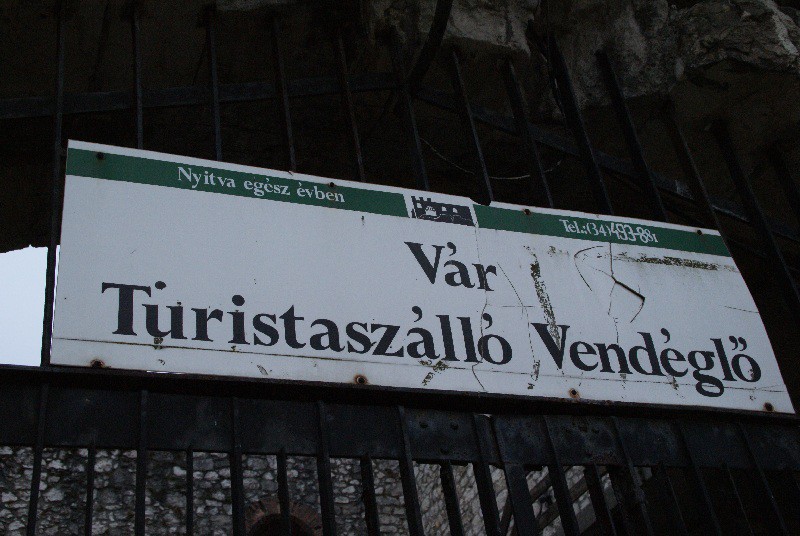 Nyitva egész évben
Tel.:(34)493-881
Vár
Turistaszálló Vendéglő